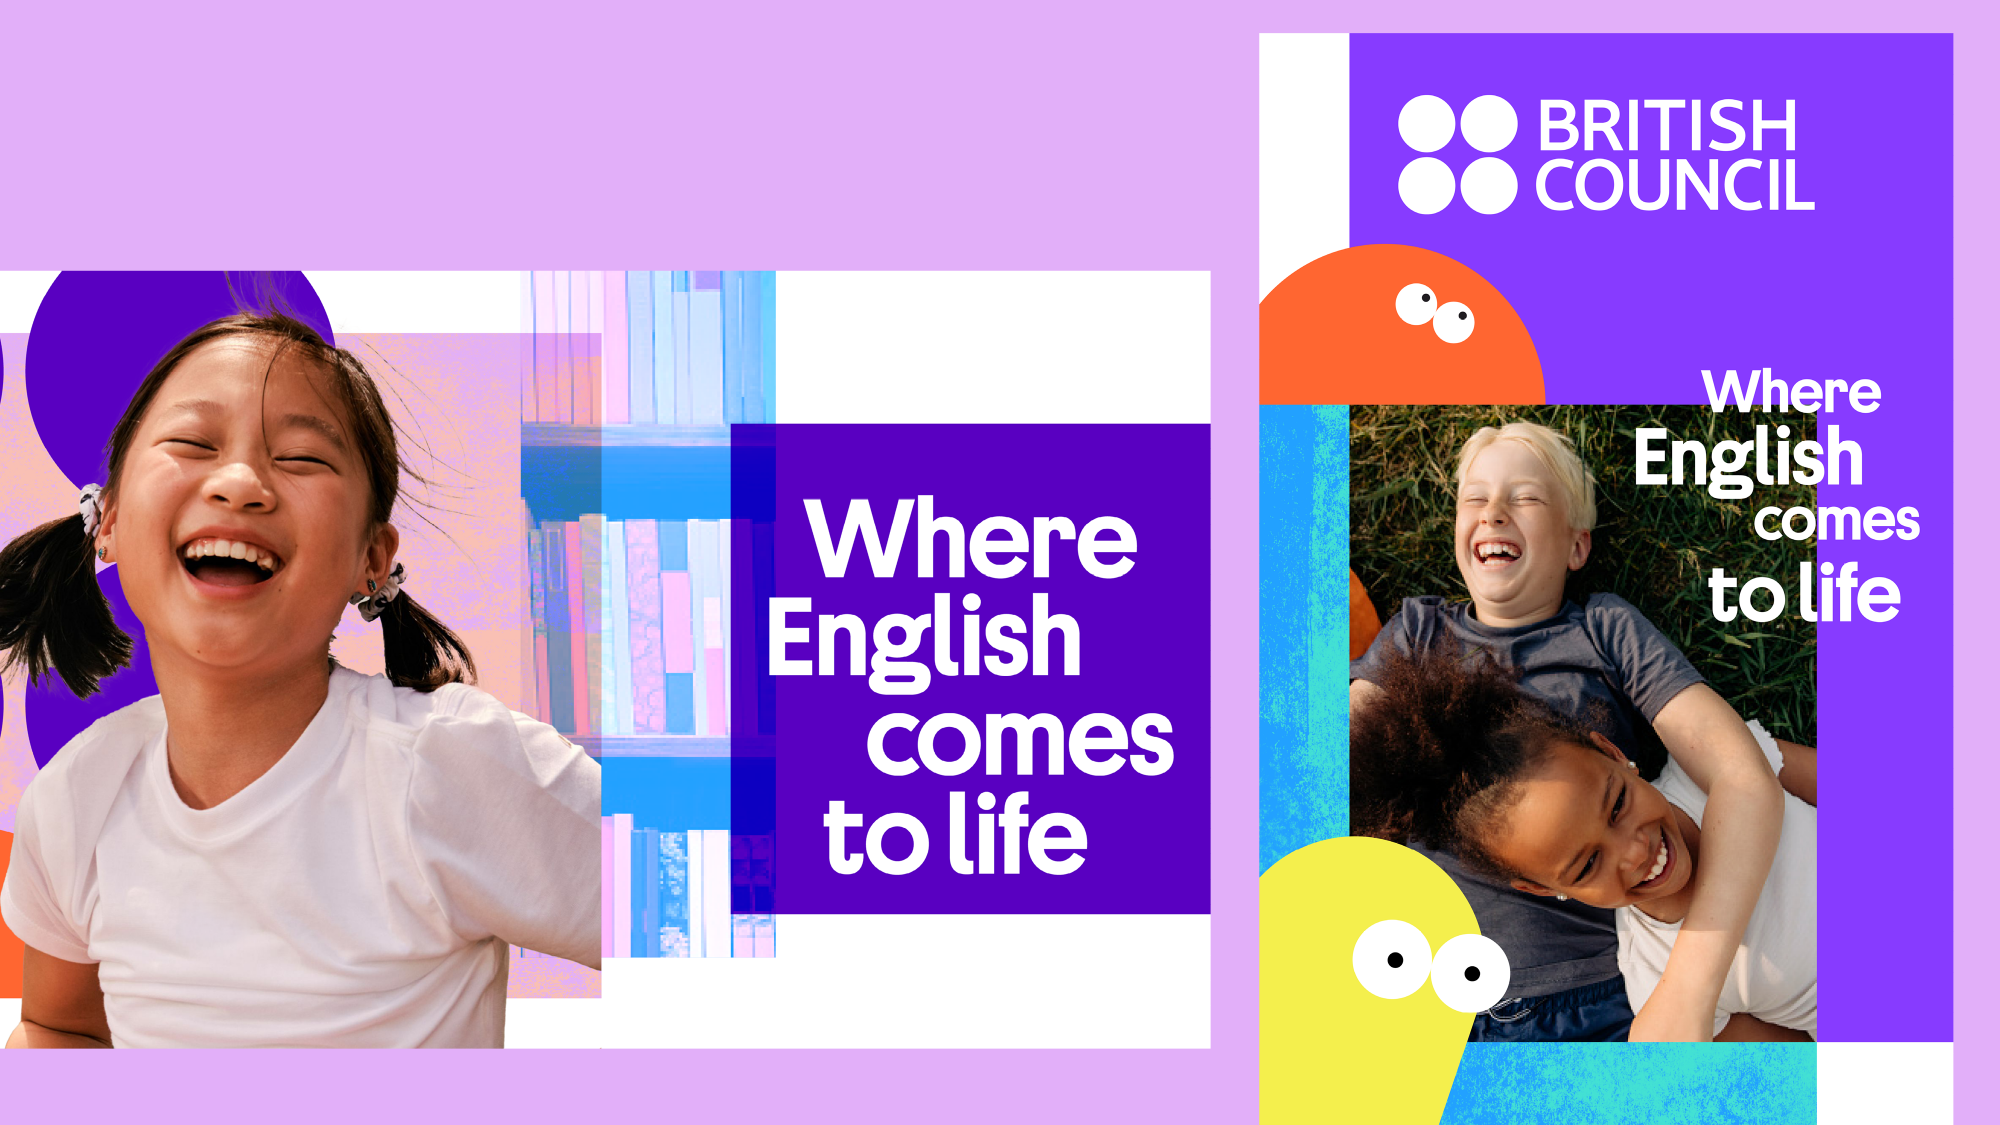 Where
English
comes
to life
BRITISH
COUNCIL
Where
English
comes
to life